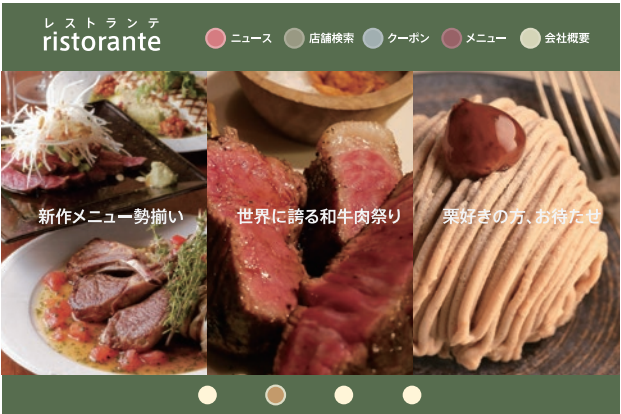 レストランテ
ristorante
ニュース
店舗検索
クーポン
メニュー
会社概要
新作メニュー勢揃い
世界に誇る和牛肉祭り
栗好きの方、お待たせ